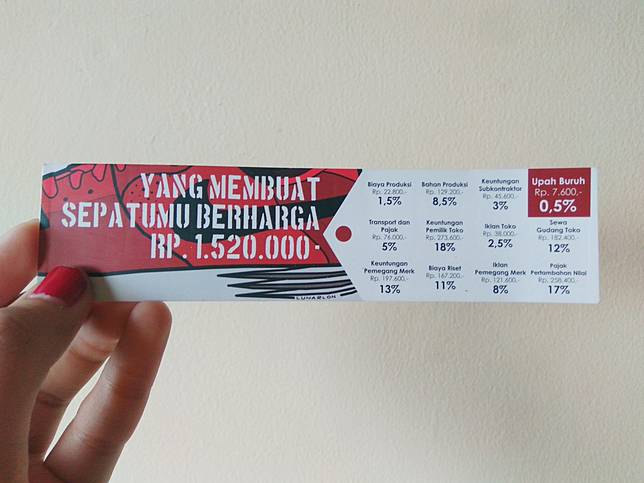 YANG MEMBUAT
SEPATUMU BERHARGA
RP. 1.520.000-
LUNAR LON
Biaya Produksi
Rp. 22.800,-
1,5%
Bahan Produksi
Rp. 129.200,-
8,5%
Keuntungan
Subkontraktor
Rp. 45.600,-
3%
Upah Buruh
Rp. 7.600,-
0,5%
Transport dan
Pajak
Rp. 76.000,-
5%
Keuntungan
Pemilik Toko
Rp. 273.600,-
18%
Iklan Toko
Rp. 38.000,-
2,5%
Sewa
Gudang Toko
Rp. 182.400,-
12%
Keuntungan
Pemegang Merk
Rp. 197.600,-
13%
Biaya Riset
Rp. 167.200,-
11%
Iklan
Pemegang Merk
Rp. 121.600,-
8%
Pajak
Pertambahan Nilai
Rp. 258.400,-
17%